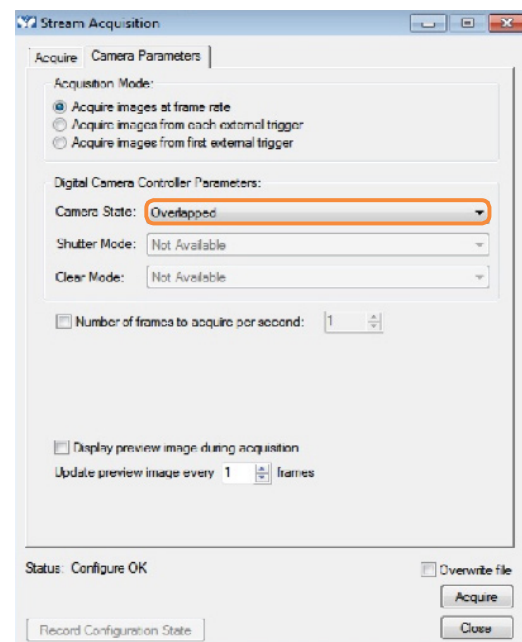 Stream Acquisition
Acquire Camera Parameters
Acquisition Mode:
Acquire images at frame rate
Acquire images from each external trigger
Acquire images from first external trigger
Digital Camera Controller Parameters:
Camera State: Overlapped
Shutter Mode: Not Available
Clear Mode: Not Available
Number of frames to acquire per second: 1
Display preview image during acquisition
Update preview image every 1 frames
Status: Configure OK
Overwrite file
Acquire
Record Configuration State Close